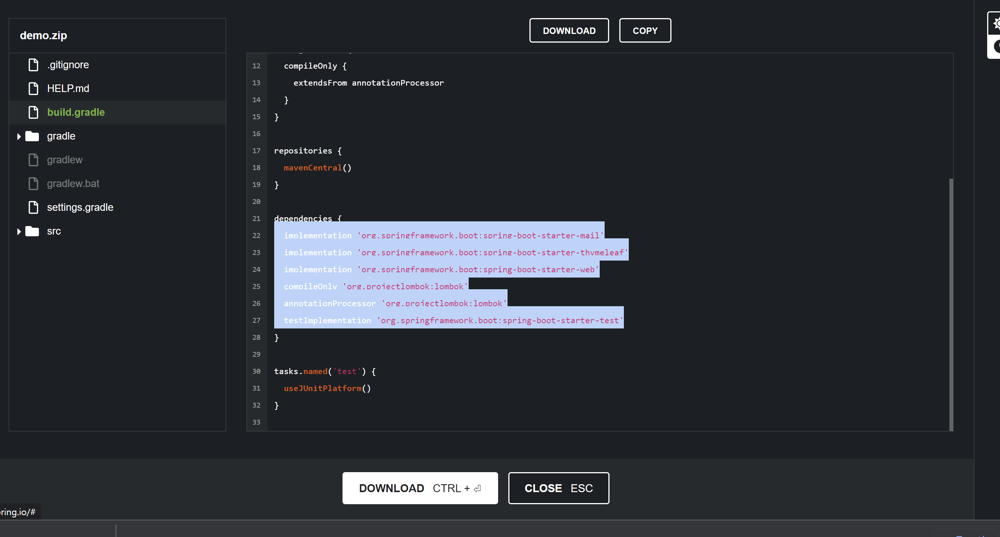 demo.zip
.gitignore
HELP.md
build.gradle
gradle
gradlew
gradlew.bat
settings.gradle
src
DOWNLOAD COPY
12 compileOnly {
13 extendsFrom annotationProcessor
14 }
15 }
16
17 repositories {
18 mavenCentral()
19 }
20
21 dependencies {
22 implementation 'org.springframework.boot:spring-boot-starter-mail'
23 implementation 'org.springframework.boot:spring-boot-starter-thymeleaf'
24 implementation 'org.springframework.boot:spring-boot-starter-web'
25 compileOnly 'org.projectlombok:lombok'
26 annotationProcessor 'org.projectlombok:lombok'
27 testImplementation 'org.springframework.boot:spring-boot-starter-test'
28 }
29
30 tasks.named('test') {
31 useJUnitPlatform()
32 }
33
DOWNLOAD CTRL + ⏎ CLOSE ESC
ring.io/#